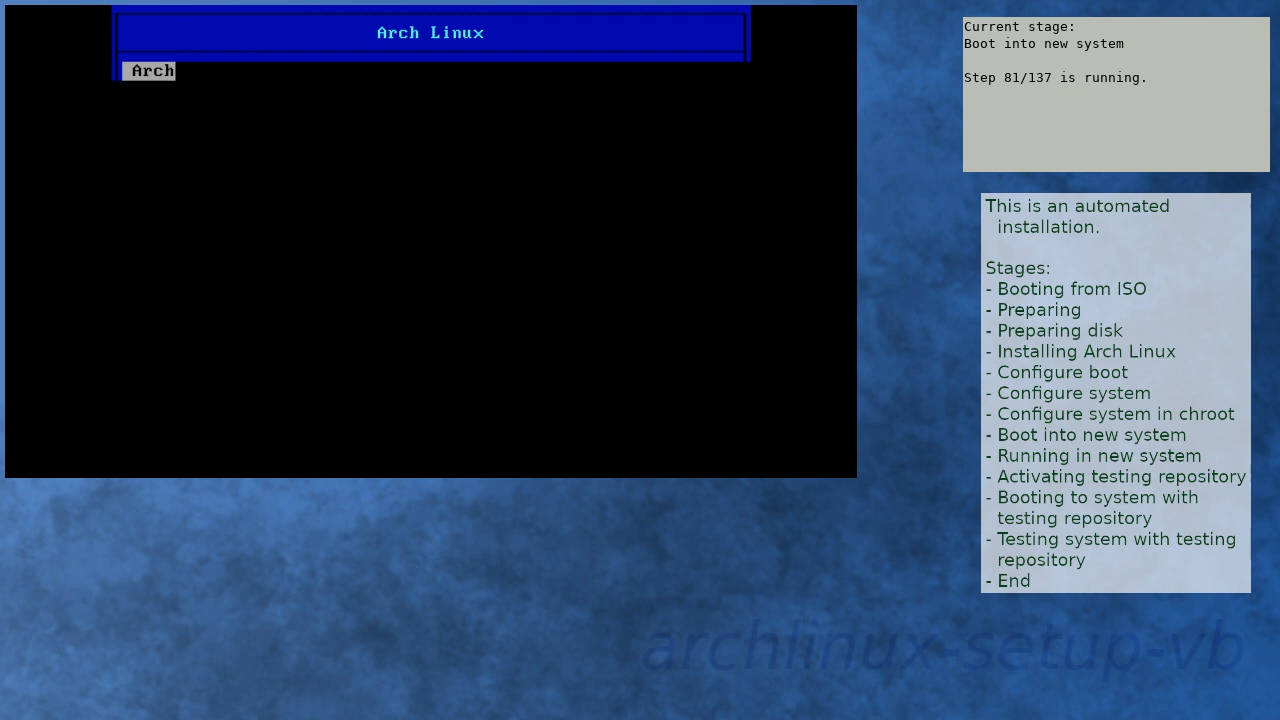 Arch Linux
Arch
Current stage:
Boot into new system
Step 81/137 is running.
This is an automated
installation.
Stages:
- Booting from ISO
- Preparing
- Preparing disk
- Installing Arch Linux
- Configure boot
- Configure system
- Configure system in chroot
- Boot into new system
- Running in new system
- Activating testing repository
- Booting to system with
testing repository
- Testing system with testing
repository
- End
archlinux-setup-vb